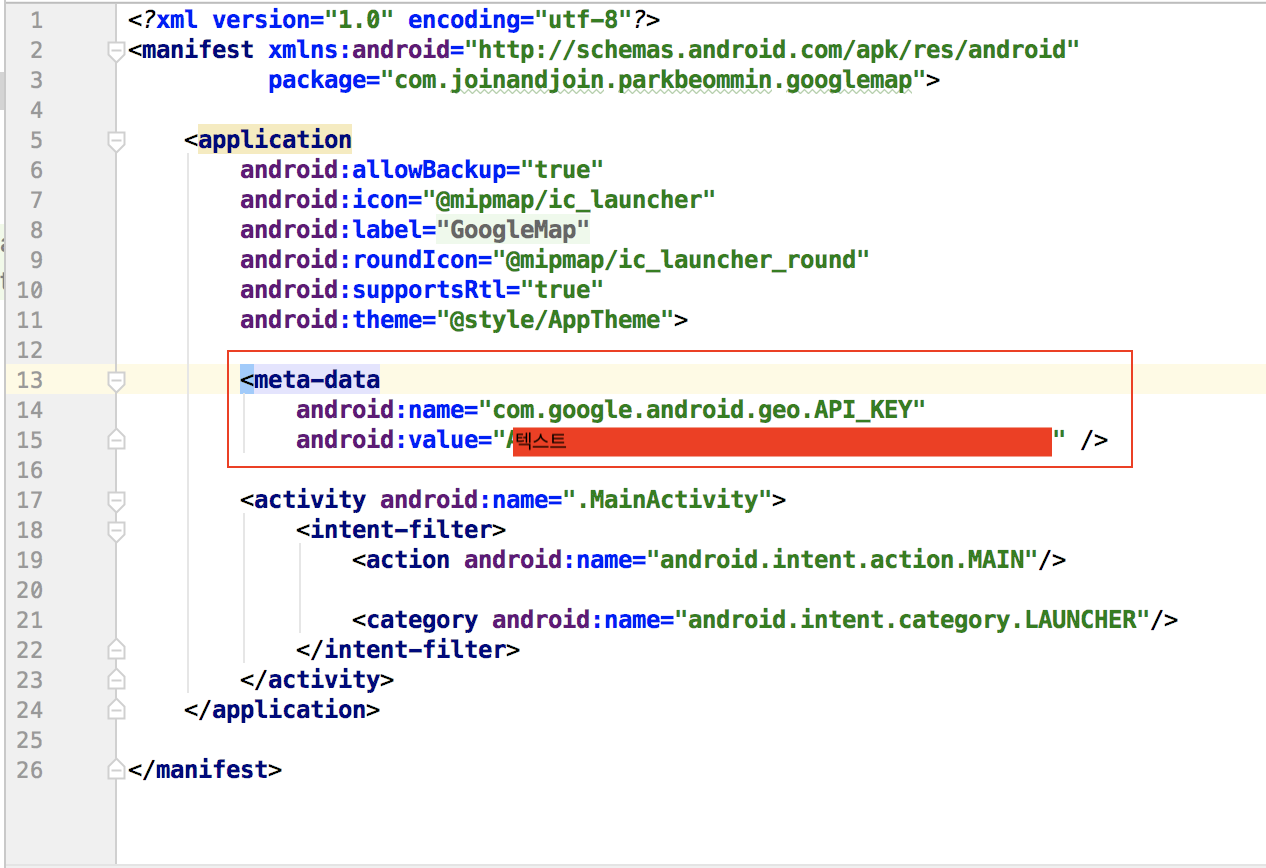 1 <?xml version="1.0" encoding="utf-8"?>
2 <manifest xmlns:android="http://schemas.android.com/apk/res/android"
3 package="com.joinandjoin.parkbeommin.googlemap">
4
5 <application
6 android:allowBackup="true"
7 android:icon="@mipmap/ic_launcher"
8 android:label="GoogleMap"
9 android:roundIcon="@mipmap/ic_launcher_round"
10 android:supportsRtl="true"
11 android:theme="@style/AppTheme">
12
13 <meta-data
14 android:name="com.google.android.geo.API_KEY"
15 android:value="A텍스트" />
16
17 <activity android:name=".MainActivity">
18 <intent-filter>
19 <action android:name="android.intent.action.MAIN"/>
20
21 <category android:name="android.intent.category.LAUNCHER"/>
22 </intent-filter>
23 </activity>
24 </application>
25
26 </manifest>